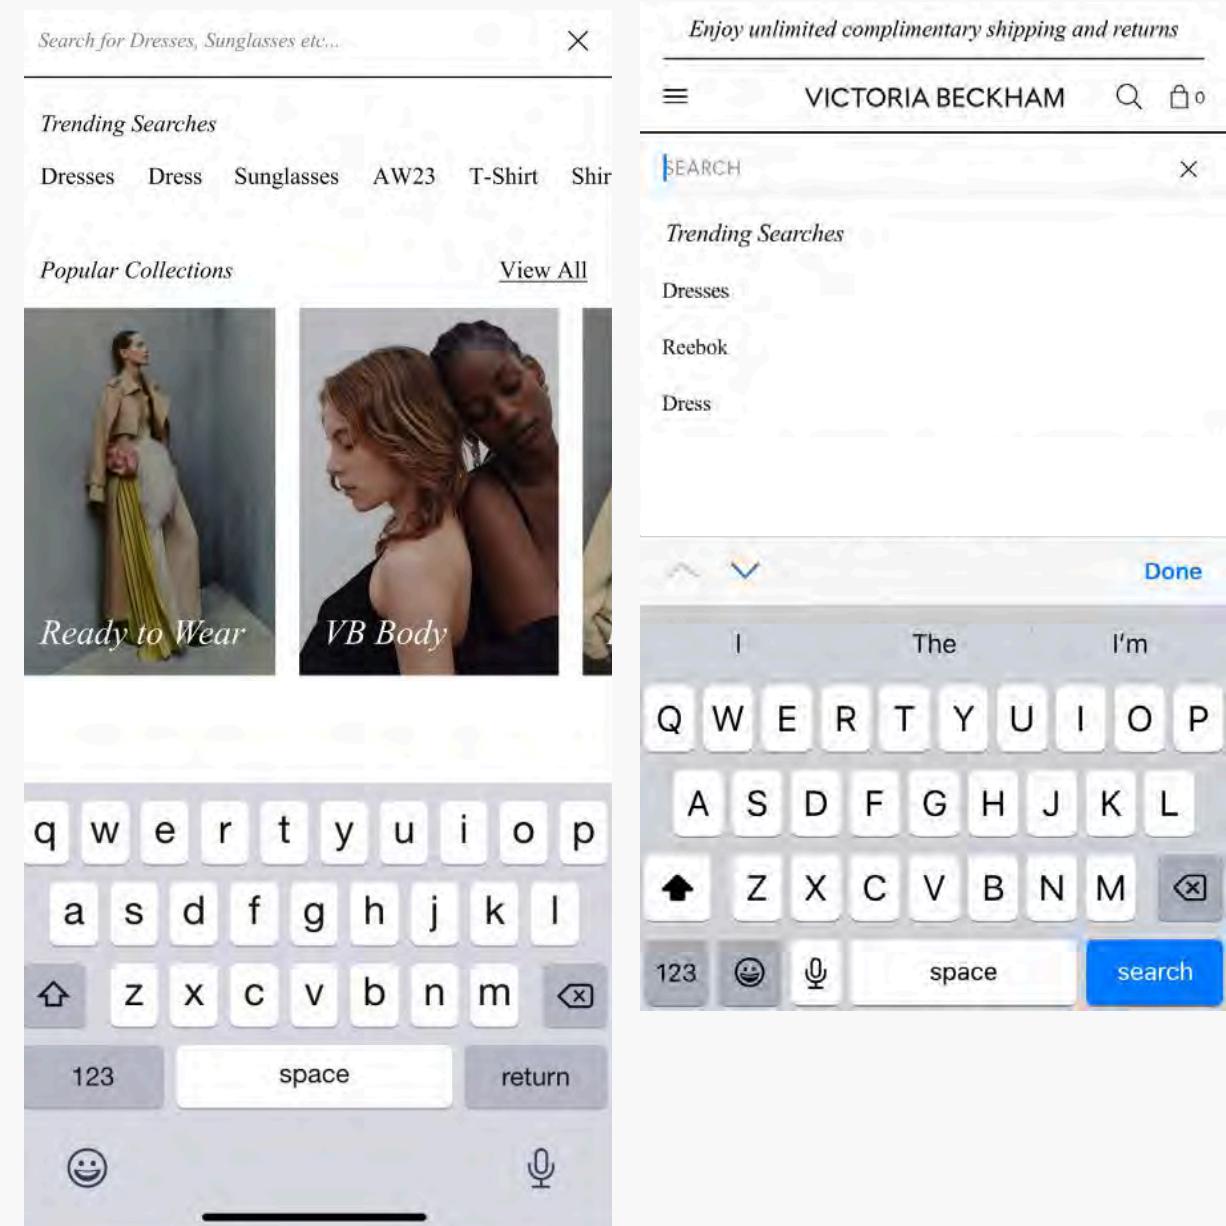 Search for Dresses, Sunglasses etc...
Trending Searches
Dresses Dress Sunglasses AW23 T-Shirt Shir
Popular Collections View All
Ready to Wear VB Body
q w e r t y u i o p
a s d f g h j k l
z x c v b n m
123 space return
Enjoy unlimited complimentary shipping and returns
VICTORIA BECKHAM 0
SEARCH
Trending Searches
Dresses
Reebok
Dress
Done
I The I'm
Q W E R T Y U I O P
A S D F G H J K L
Z X C V B N M
123 space search